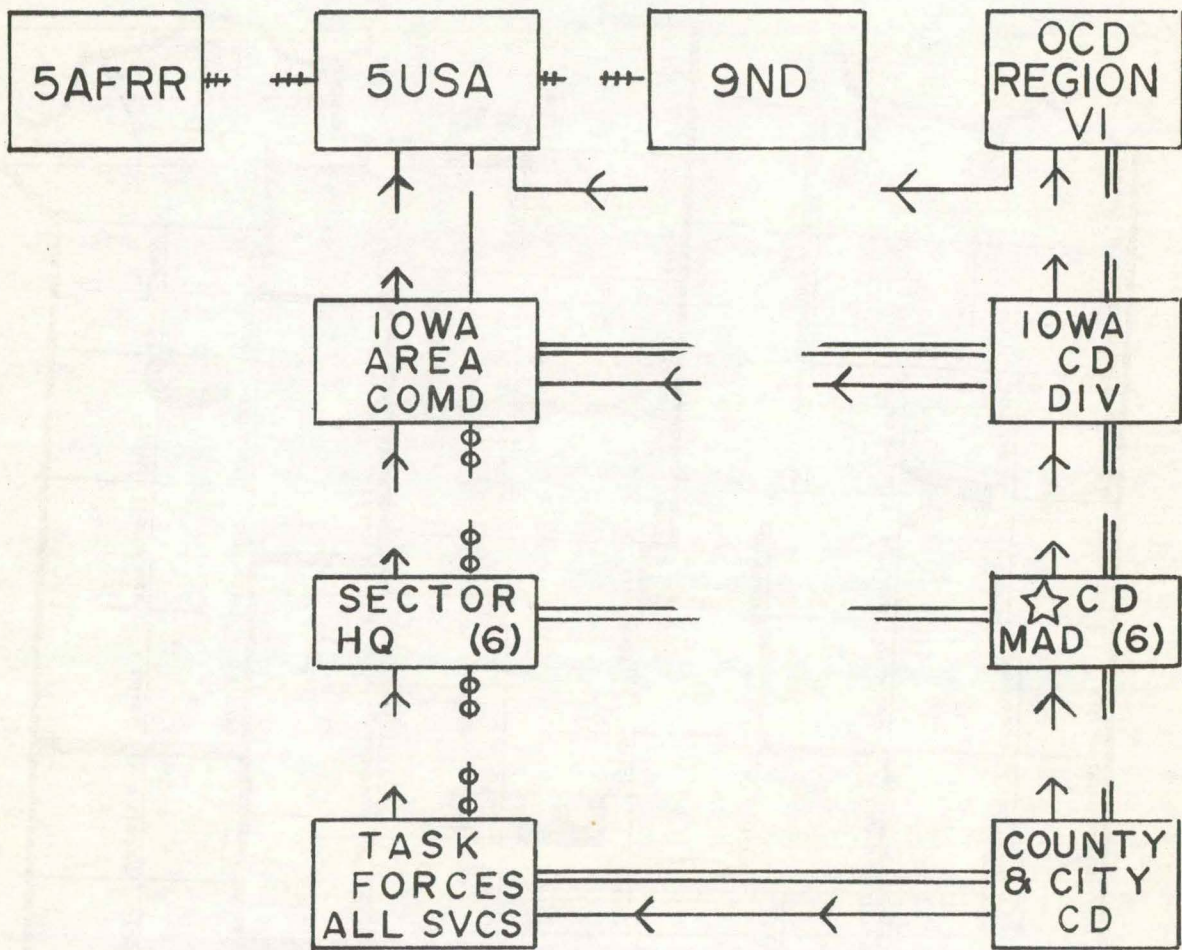 5AFRR
5USA
9ND
OCD
REGION
VI
IOWA
AREA
COMD
IOWA
CD
DIV
SECTOR
HQ (6)
CD
MAD (6)
TASK
FORCES
ALL SVCS
COUNTY
& CITY
CD